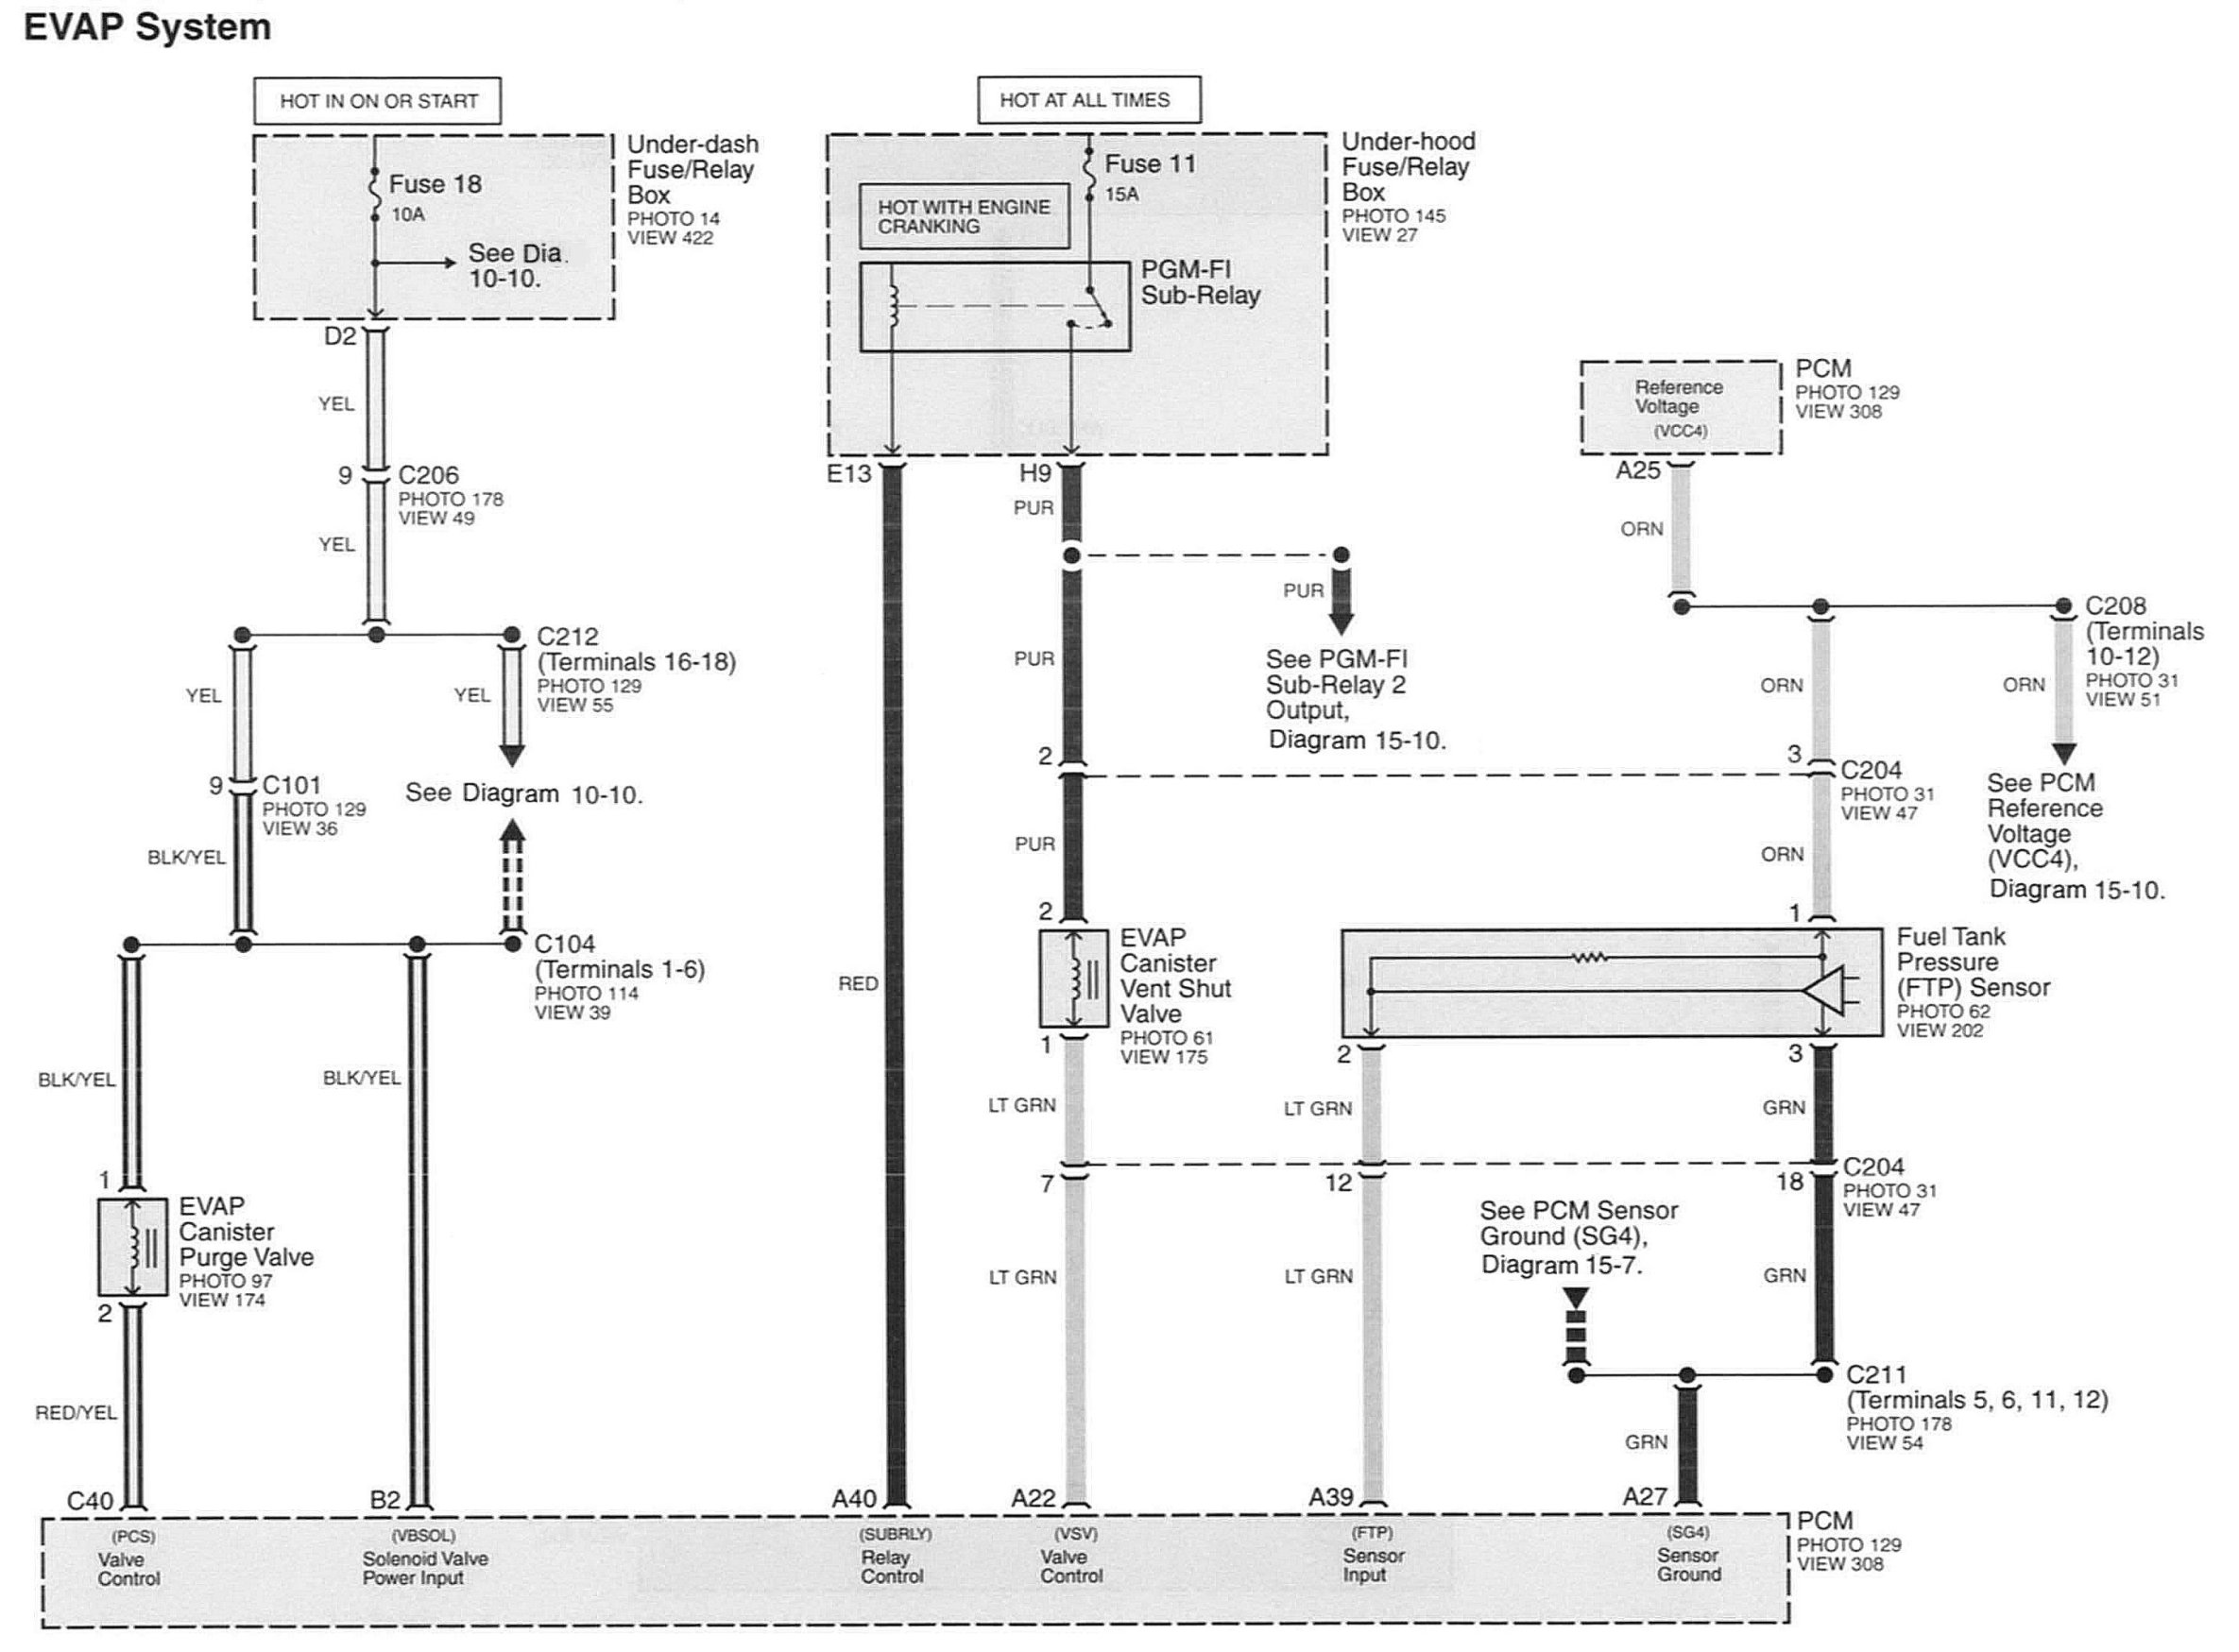 EVAP System
HOT IN ON OR START
Under-dash
Fuse/Relay
Box
PHOTO 14
VIEW 422
Fuse 18
10A
See Dia.
10-10.
D2
YEL
9
C206
PHOTO 178
VIEW 49
YEL
C212
(Terminals 16-18)
PHOTO 129
VIEW 55
YEL
YEL
9
C101
PHOTO 129
VIEW 36
See Diagram 10-10.
BLK/YEL
C104
(Terminals 1-6)
PHOTO 114
VIEW 39
BLK/YEL
BLK/YEL
1
EVAP
Canister
Purge Valve
PHOTO 97
VIEW 174
2
RED/YEL
C40
B2
HOT AT ALL TIMES
Under-hood
Fuse/Relay
Box
PHOTO 145
VIEW 27
Fuse 11
15A
HOT WITH ENGINE
CRANKING
PGM-FI
Sub-Relay
E13
H9
PUR
PUR
See PGM-FI
Sub-Relay 2
Output,
Diagram 15-10.
PUR
2
PUR
2
EVAP
Canister
Vent Shut
Valve
PHOTO 61
VIEW 175
RED
1
LT GRN
7
LT GRN
A40
A22
PCM
PHOTO 129
VIEW 308
Reference
Voltage
(VCC4)
A25
ORN
C208
(Terminals
10-12)
PHOTO 31
VIEW 51
ORN
ORN
3
C204
PHOTO 31
VIEW 47
See PCM
Reference
Voltage
(VCC4),
Diagram 15-10.
ORN
1
Fuel Tank
Pressure
(FTP) Sensor
PHOTO 62
VIEW 202
2
3
LT GRN
GRN
12
18
C204
PHOTO 31
VIEW 47
See PCM Sensor
Ground (SG4),
Diagram 15-7.
LT GRN
GRN
C211
(Terminals 5, 6, 11, 12)
PHOTO 178
VIEW 54
GRN
A39
A27
PCM
PHOTO 129
VIEW 308
(PCS)
Valve
Control
(VBSOL)
Solenoid Valve
Power Input
(SUBRLY)
Relay
Control
(VSV)
Valve
Control
(FTP)
Sensor
Input
(SG4)
Sensor
Ground